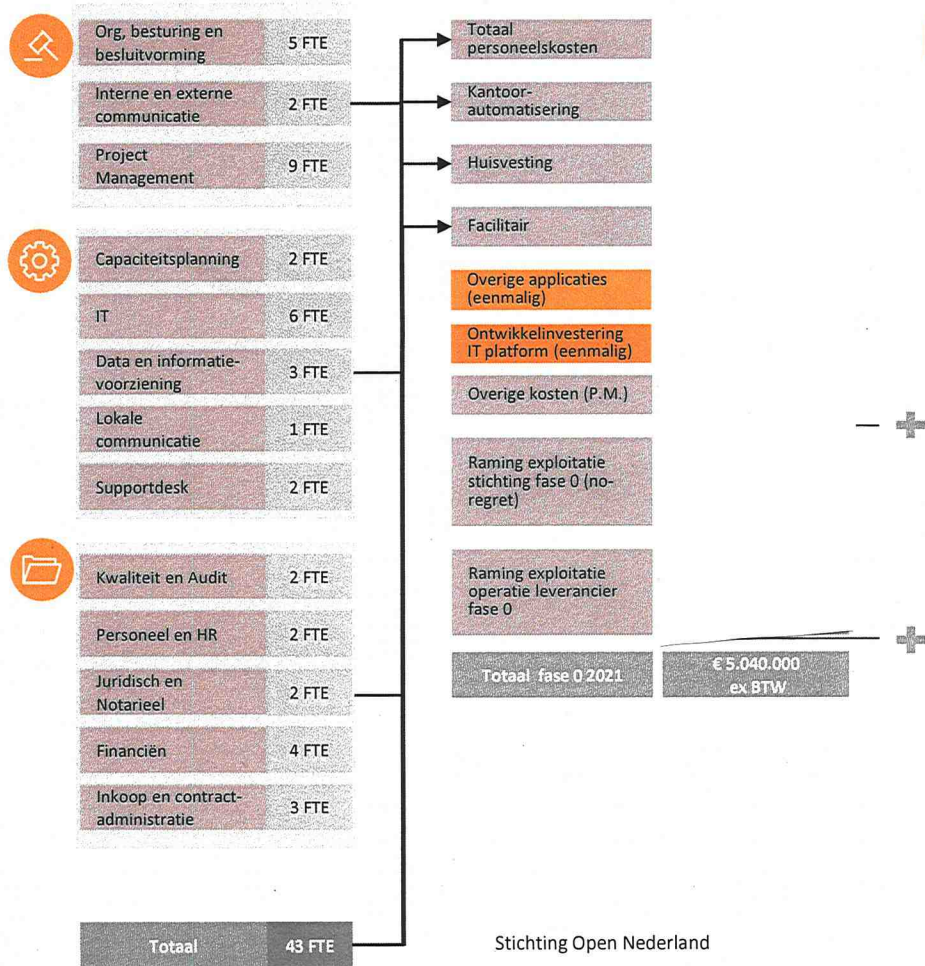 Org, besturing en
besluitvorming
5 FTE
Interne en externe
communicatie
2 FTE
Project
Management
9 FTE
Capaciteitsplanning
2 FTE
IT
6 FTE
Data en informatie-
voorziening
3 FTE
Lokale
communicatie
1 FTE
Supportdesk
2 FTE
Kwaliteit en Audit
2 FTE
Personeel en HR
2 FTE
Juridisch en
Notarieel
2 FTE
Financiën
4 FTE
Inkoop en contract-
administratie
3 FTE
Totaal
43 FTE
Totaal
personeelskosten
Kantoor-
automatisering
Huisvesting
Facilitair
Overige applicaties
(eenmalig)
Ontwikkelinvestering
IT platform (eenmalig)
Overige kosten (P.M.)
Raming exploitatie
stichting fase 0 (no-
regret)
Raming exploitatie
operatie leverancier
fase 0
Totaal fase 0 2021
€ 5.040.000
ex BTW
Stichting Open Nederland